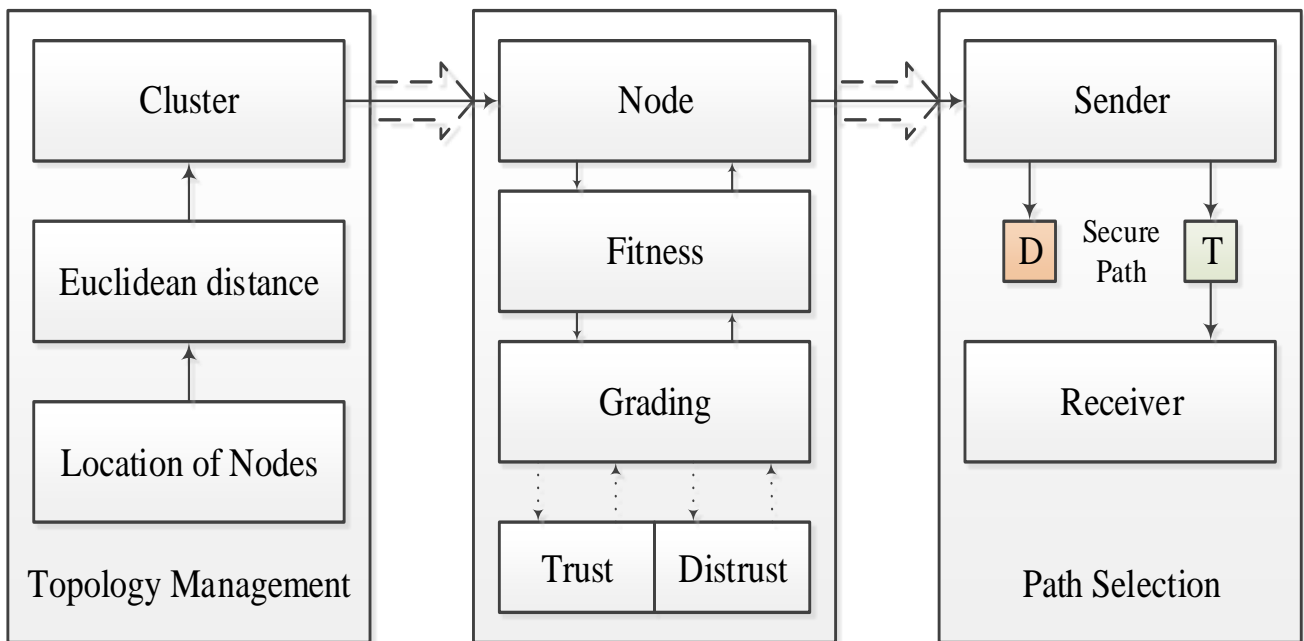 Cluster
Euclidean distance
Location of Nodes
Topology Management
Node
Fitness
Grading
Trust
Distrust
Sender
D
Secure
Path
T
Receiver
Path Selection